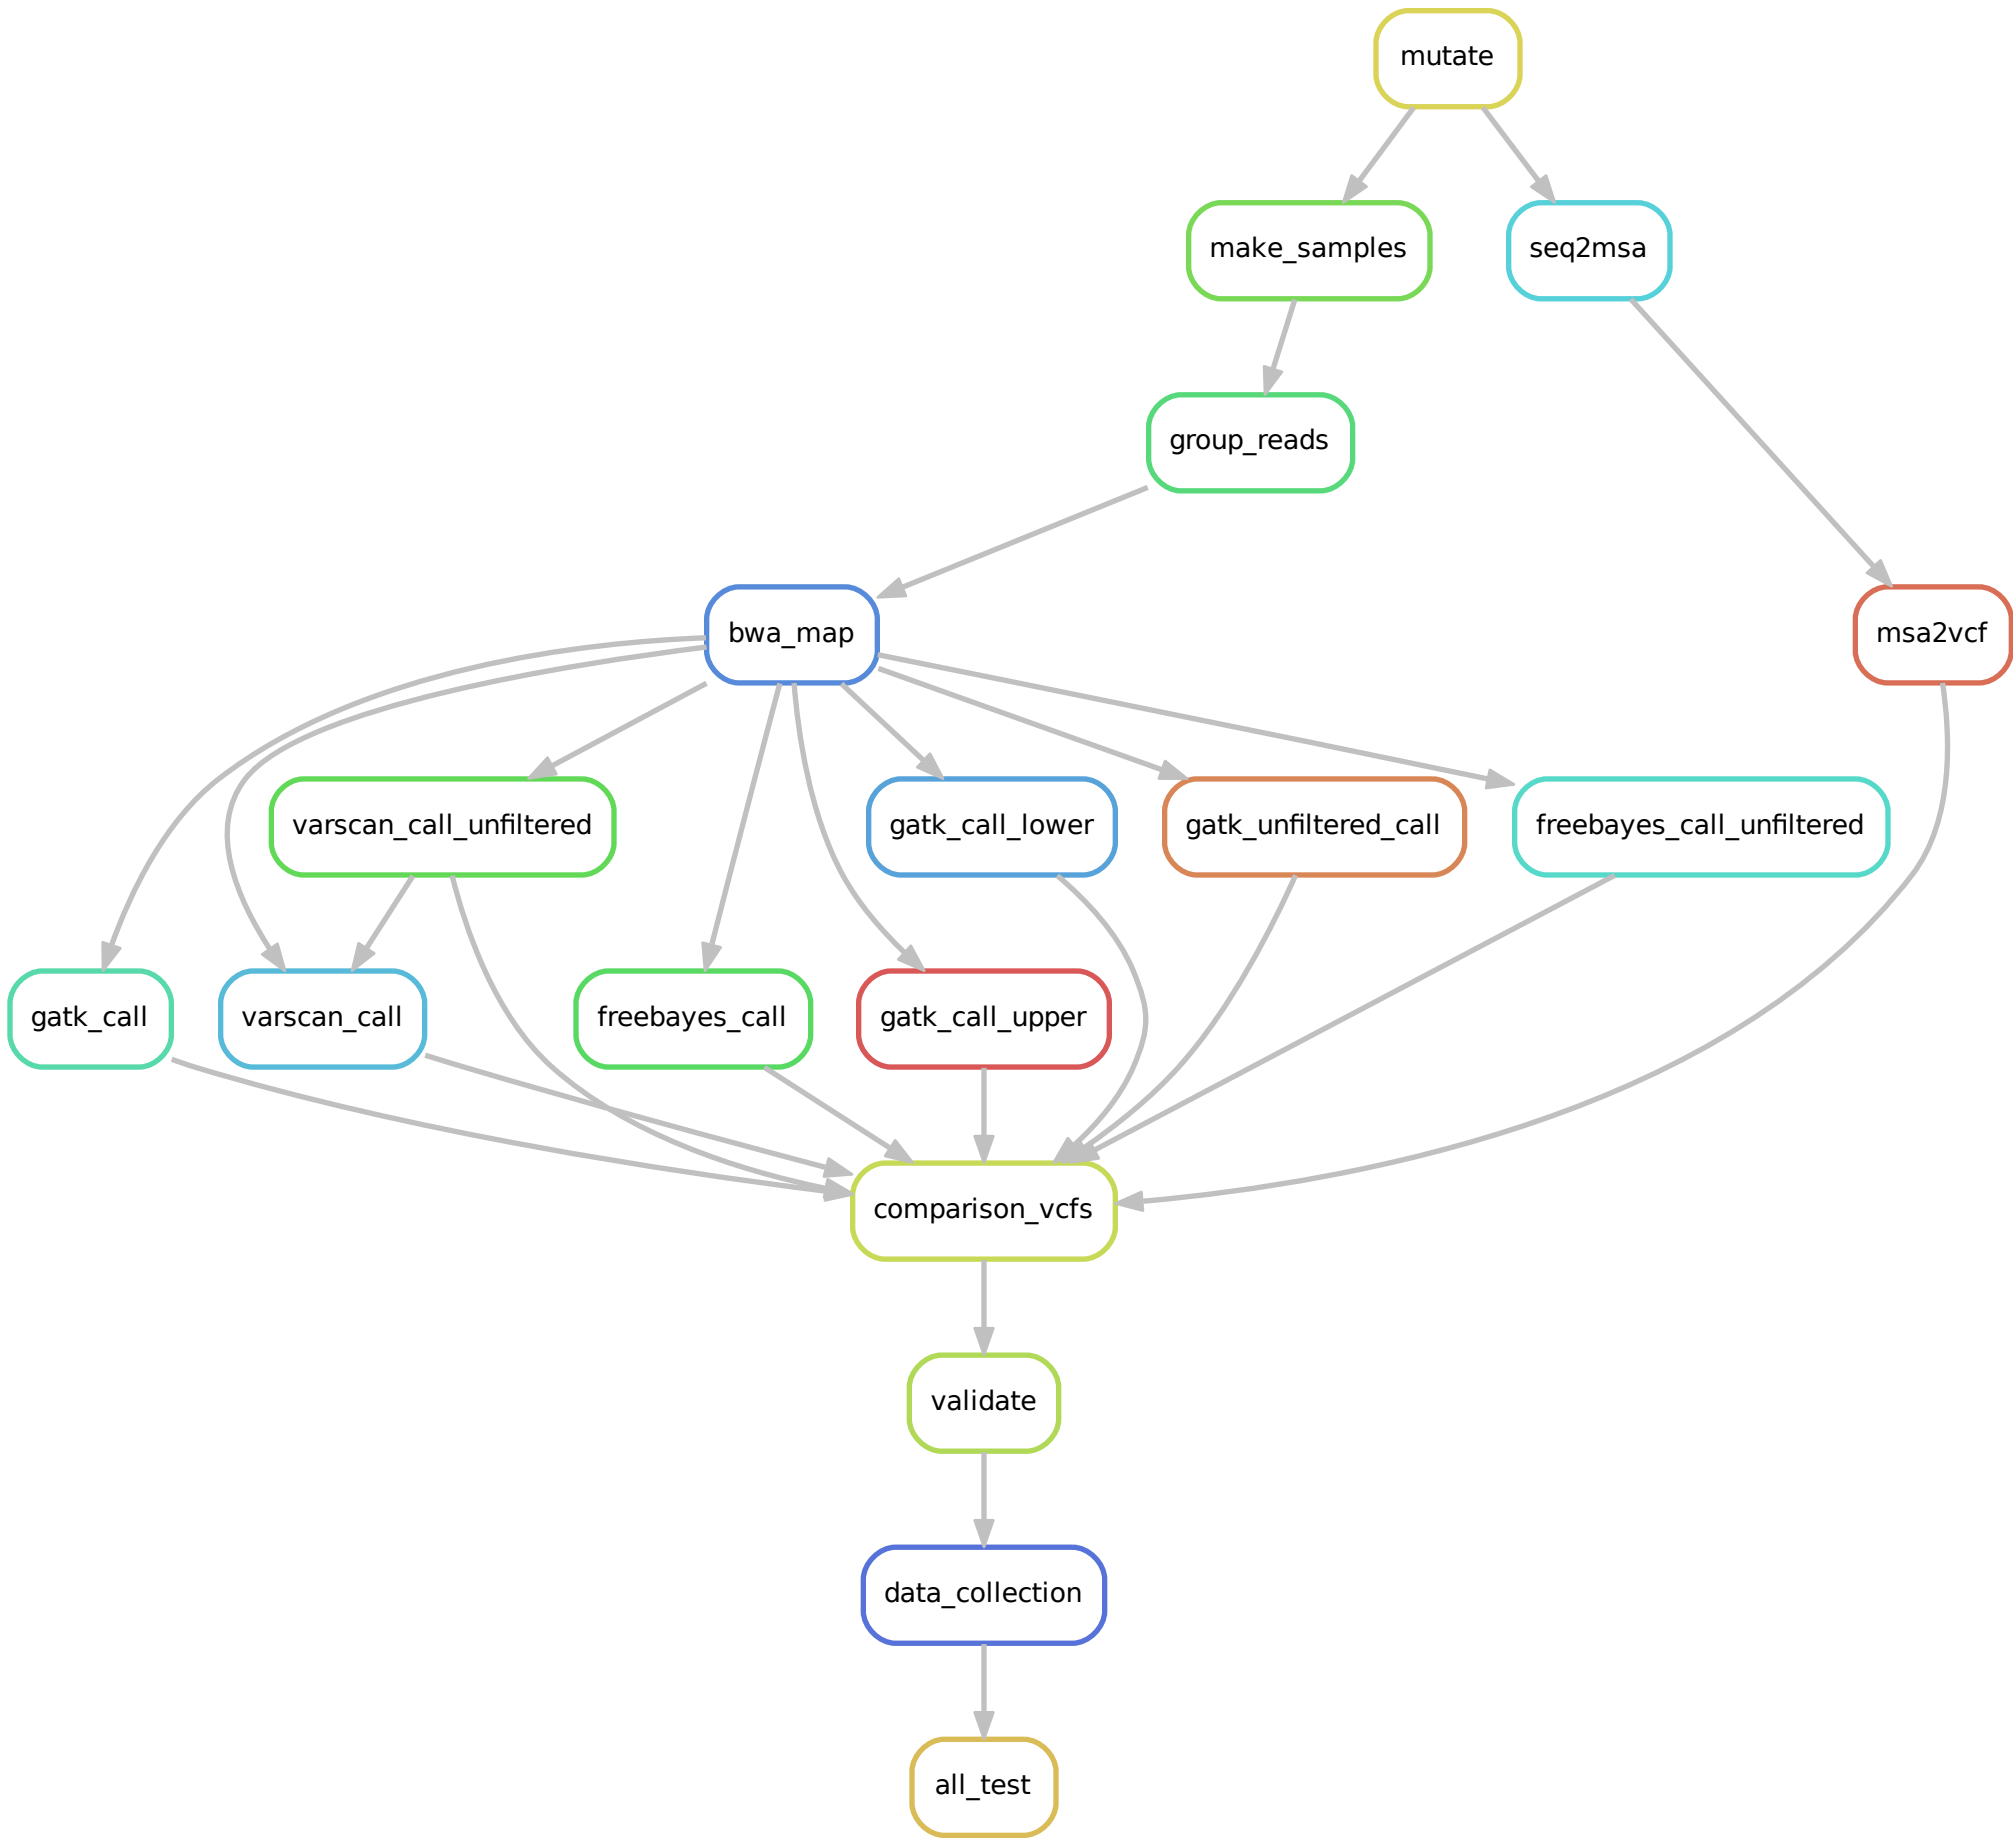 mutate
make_samples
seq2msa
group_reads
bwa_map
msa2vcf
varscan_call_unfiltered
gatk_call_lower
gatk_unfiltered_call
freebayes_call_unfiltered
gatk_call
varscan_call
freebayes_call
gatk_call_upper
comparison_vcfs
validate
data_collection
all_test